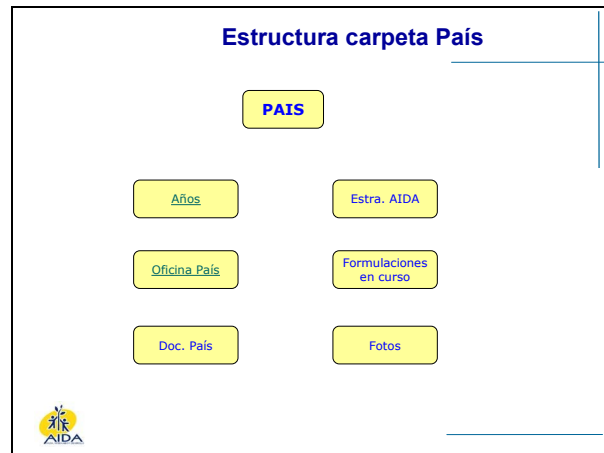 Estructura carpeta País
PAIS
Años
Estra. AIDA
Oficina País
Formulaciones
en curso
Doc. País
Fotos
AIDA